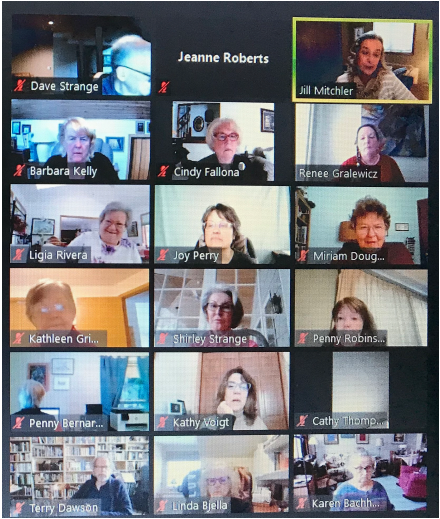 Jeanne Roberts
Dave Strange
Jill Mitchler
Barbara Kelly
Cindy Fallona
Renee Gralewicz
Ligia Rivera
Joy Perry
Miriam Doug...
Kathleen Gri...
Shirley Strange
Penny Robins...
Penny Bernar...
Kathy Voigt
Cathy Thomp...
Terry Dawson
Linda Bjella
Karen Bachh...